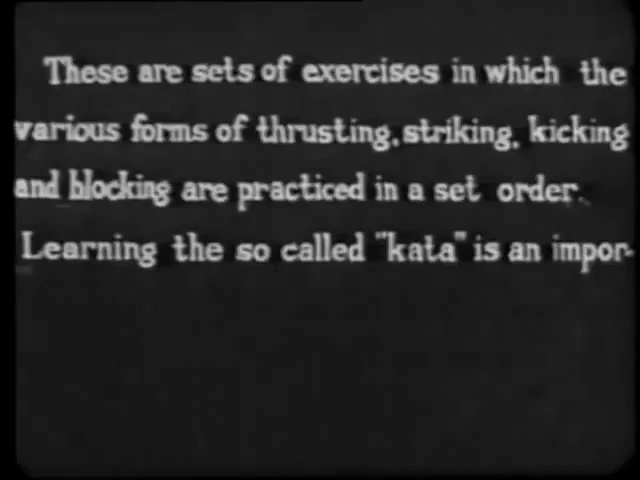 These are sets of exercises in which the
various forms of thrusting, striking, kicking
and blocking are practiced in a set order.
Learning the so called "kata" is an impor-